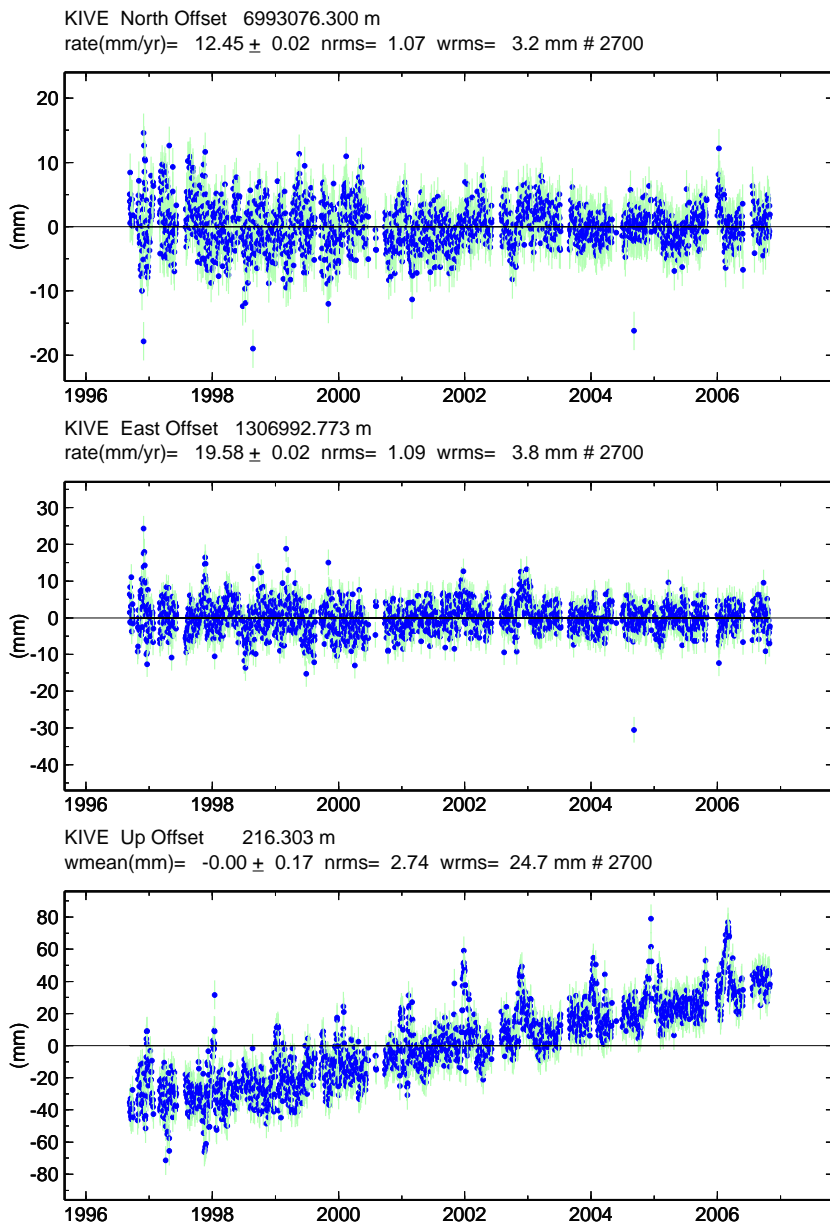 KIVE North Offset 6993076.300 m
rate(mm/yr)= 12.45 ± 0.02 nrms= 1.07 wrms= 3.2 mm # 2700
20
10
0
-10
-20
(mm)
1996 1998 2000 2002 2004 2006
KIVE East Offset 1306992.773 m
rate(mm/yr)= 19.58 ± 0.02 nrms= 1.09 wrms= 3.8 mm # 2700
30
20
10
0
-10
-20
-30
-40
(mm)
1996 1998 2000 2002 2004 2006
KIVE Up Offset 216.303 m
wmean(mm)= -0.00 ± 0.17 nrms= 2.74 wrms= 24.7 mm # 2700
80
60
40
20
0
-20
-40
-60
-80
(mm)
1996 1998 2000 2002 2004 2006